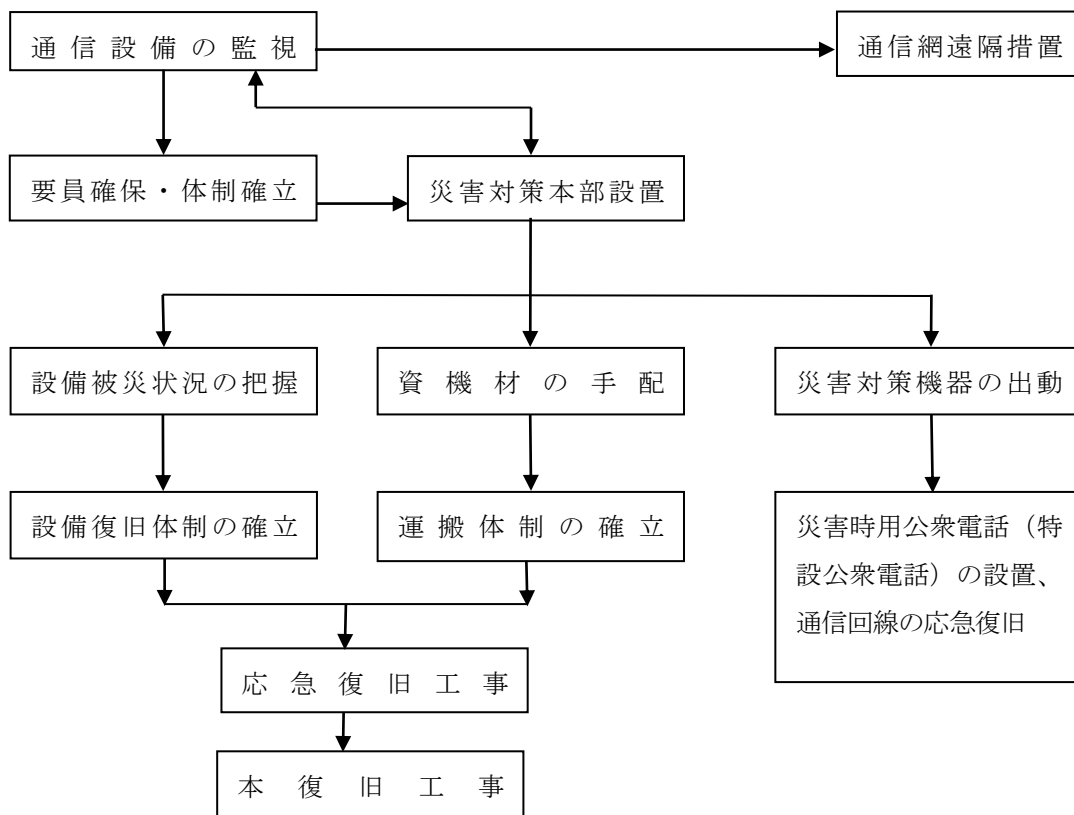 通信設備の監視
通信網遠隔措置
要員確保・体制確立
災害対策本部設置
設備被災状況の把握
資機材の手配
災害対策機器の出動
設備復旧体制の確立
運搬体制の確立
災害時用公衆電話（特
設公衆電話）の設置、
通信回線の応急復旧
応急復旧工事
本復旧工事